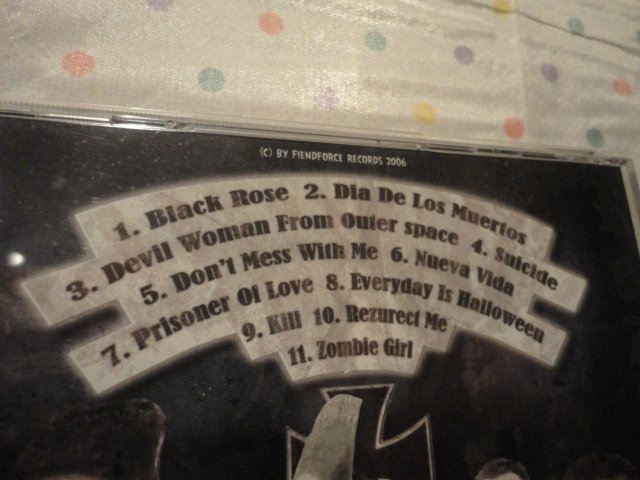 (C) BY FIENDFORCE RECORDS 2006
1. Black Rose 2. Dia De Los Muertos
3. Devil Woman From Outer space 4. Suicide
5. Don't Mess With Me 6. Nueva Vida
7. Prisoner Of Love 8. Everyday Is Halloween
9. Kill 10. Rezurect Me
11. Zombie Girl